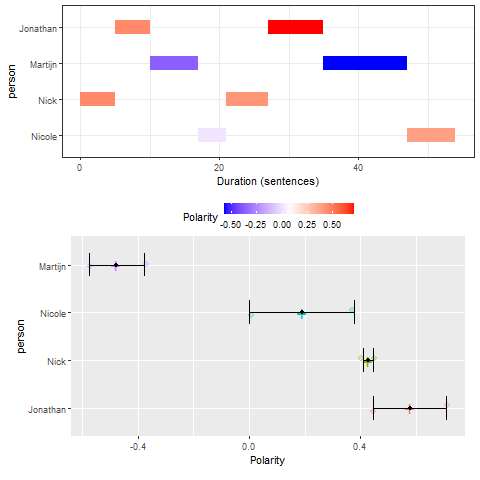 Jonathan
Martijn
Nick
Nicole
person
0 20 40
Duration (sentences)
Polarity
-0.50 -0.25 0.00 0.25 0.50
Martijn
Nicole
Nick
Jonathan
person
-0.4 0.0 0.4
Polarity